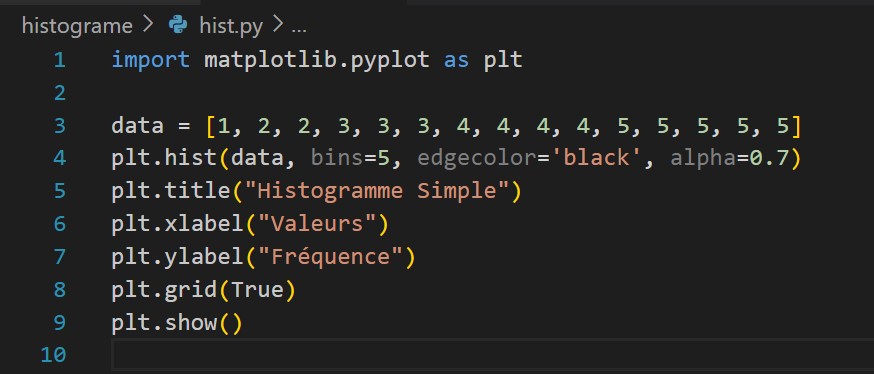 histograme > hist.py > ...
1 import matplotlib.pyplot as plt
2
3 data = [1, 2, 2, 3, 3, 3, 4, 4, 4, 4, 5, 5, 5, 5, 5]
4 plt.hist(data, bins=5, edgecolor='black', alpha=0.7)
5 plt.title("Histogramme Simple")
6 plt.xlabel("Valeurs")
7 plt.ylabel("Fréquence")
8 plt.grid(True)
9 plt.show()
10